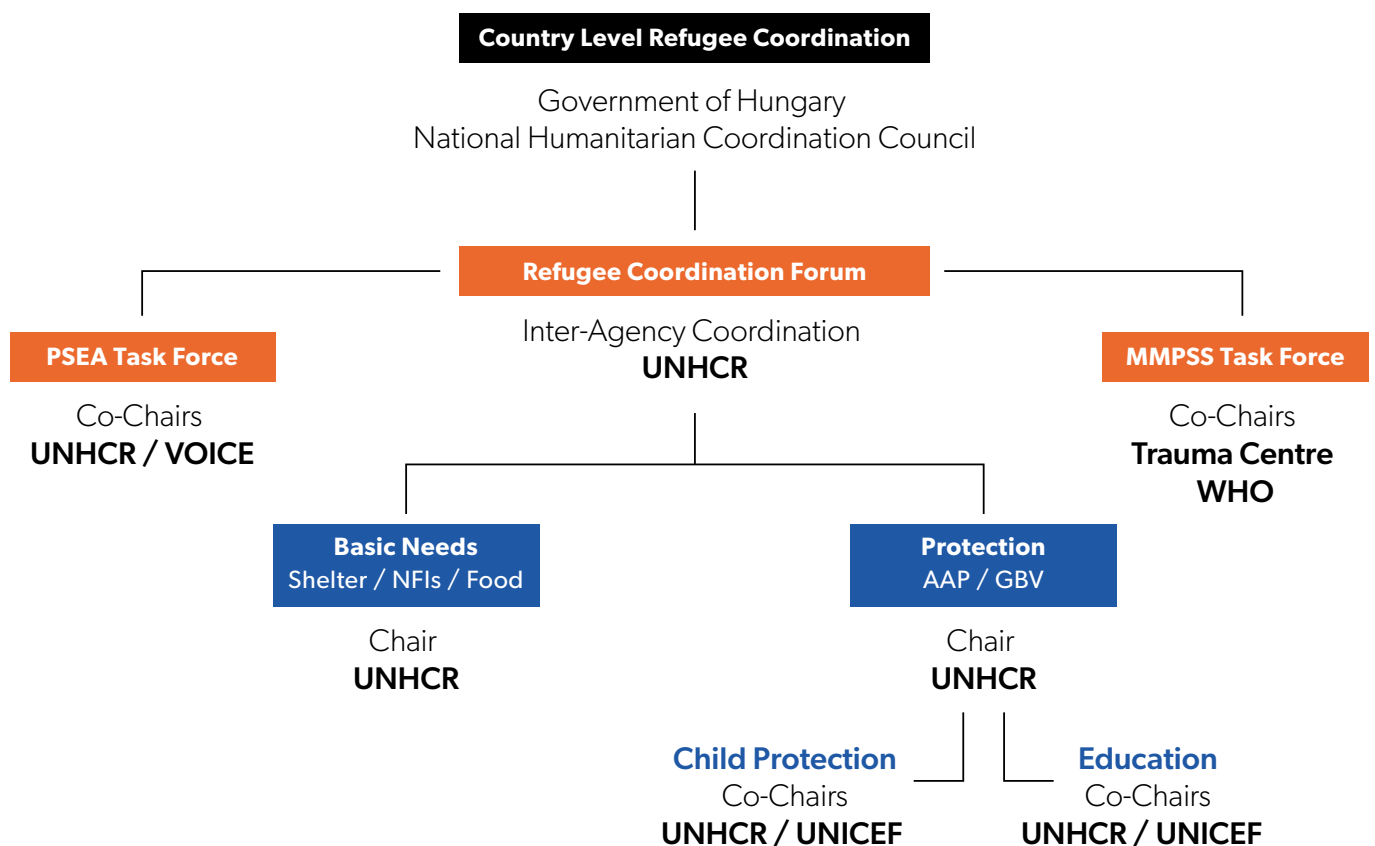 Country Level Refugee Coordination
Government of Hungary
National Humanitarian Coordination Council
Refugee Coordination Forum
Inter-Agency Coordination
UNHCR
PSEA Task Force
Co-Chairs
UNHCR / VOICE
MMPSS Task Force
Co-Chairs
Trauma Centre
WHO
Basic Needs
Shelter / NFIs / Food
Chair
UNHCR
Protection
AAP / GBV
Chair
UNHCR
Child Protection
Co-Chairs
UNHCR / UNICEF
Education
Co-Chairs
UNHCR / UNICEF